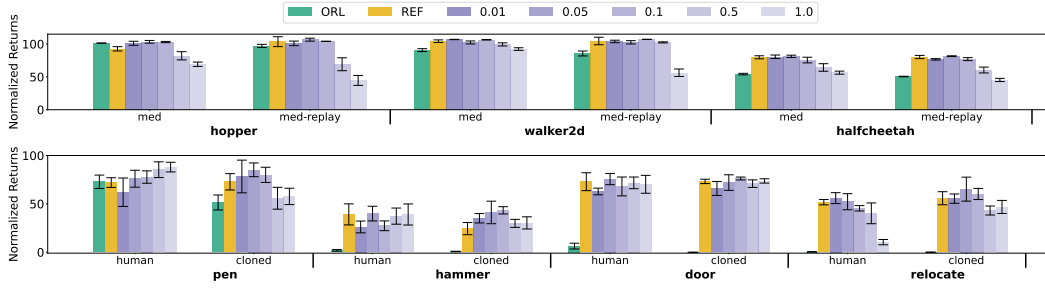 ORL REF 0.01 0.05 0.1 0.5 1.0
Normalized Returns
100
50
0
med med-replay med med-replay med med-replay
hopper walker2d halfcheetah
Normalized Returns
100
50
0
human cloned human cloned human cloned human cloned
pen hammer door relocate